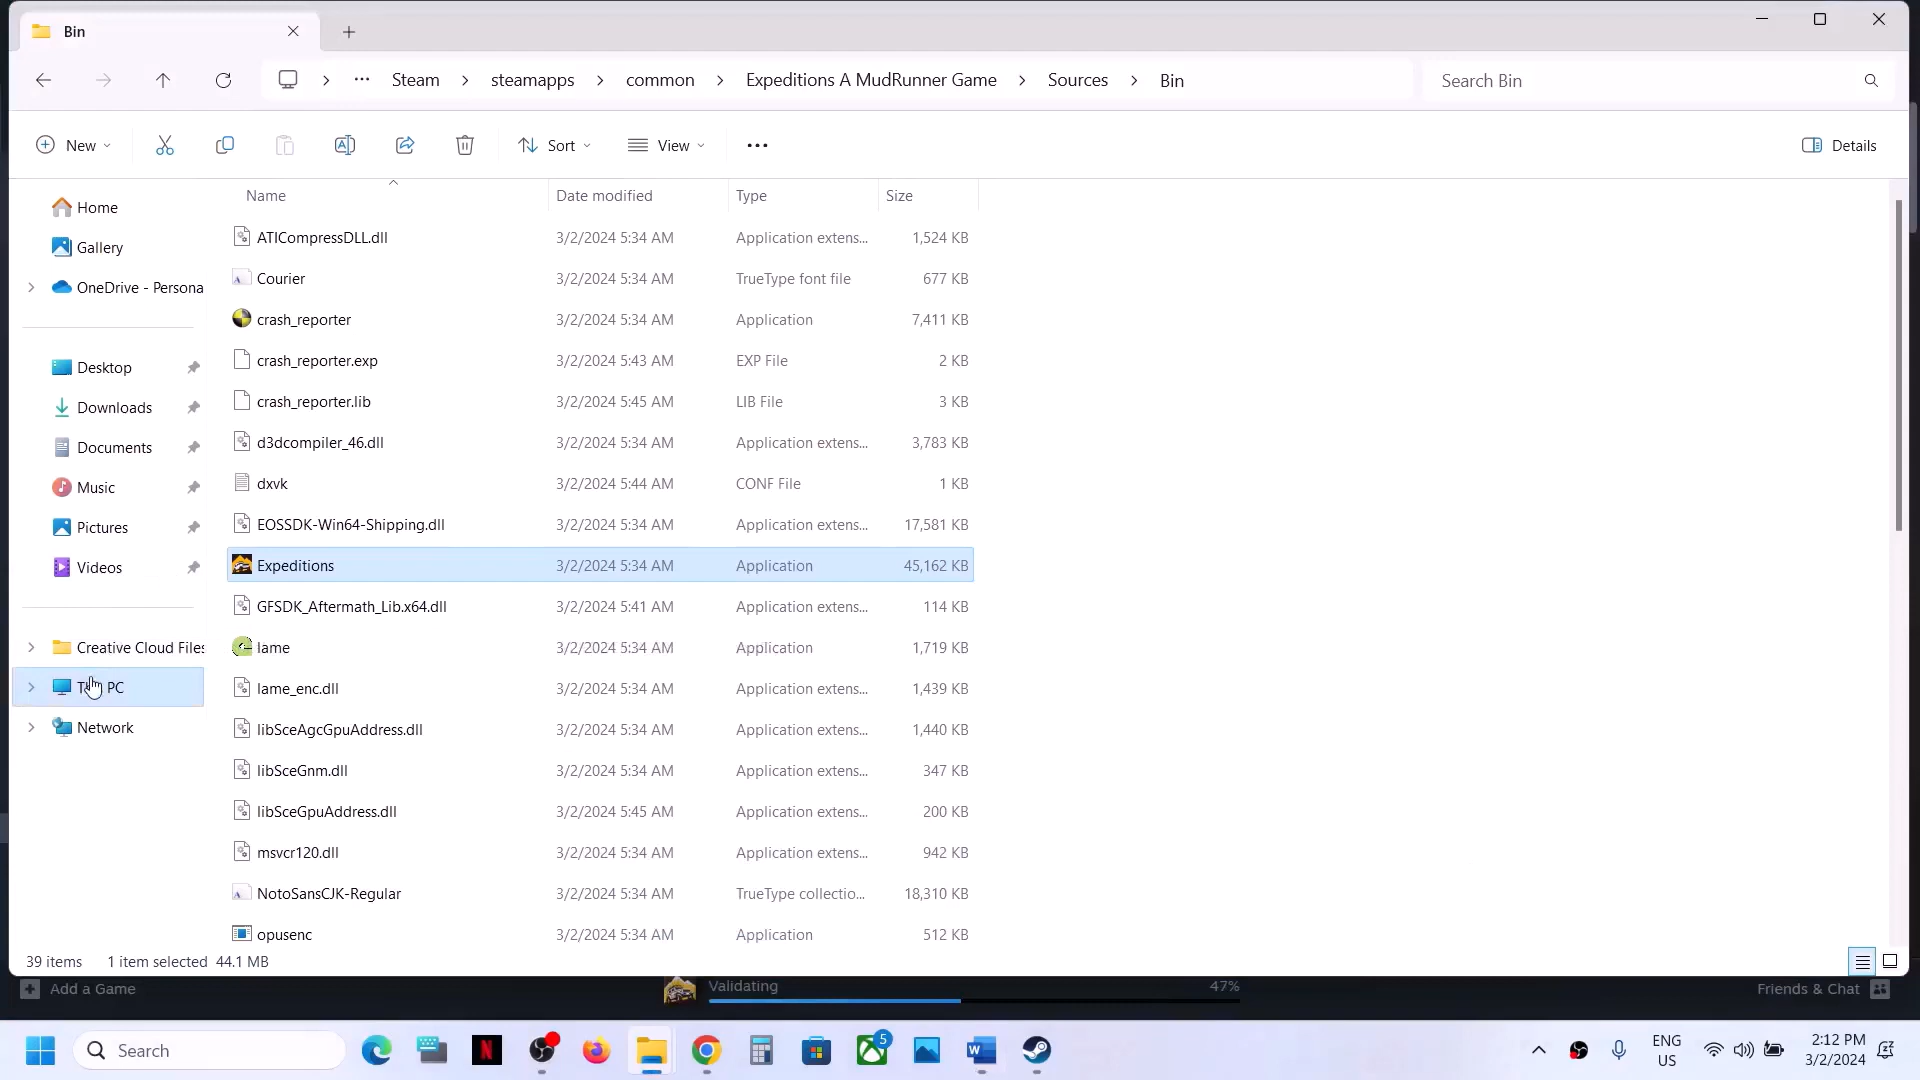 Bin
Steam > steamapps > common > Expeditions A MudRunner Game > Sources > Bin
Search Bin
New
Sort
View
Details
Home
Gallery
OneDrive - Persona
Desktop
Downloads
Documents
Music
Pictures
Videos
Creative Cloud Files
PC
Network
Name Date modified Type Size
ATICompressDLL.dll 3/2/2024 5:34 AM Application extens... 1,524 KB
Courier 3/2/2024 5:34 AM TrueType font file 677 KB
crash_reporter 3/2/2024 5:34 AM Application 7,411 KB
crash_reporter.exp 3/2/2024 5:43 AM EXP File 2 KB
crash_reporter.lib 3/2/2024 5:45 AM LIB File 3 KB
d3dcompiler_46.dll 3/2/2024 5:34 AM Application extens... 3,783 KB
dxvk 3/2/2024 5:44 AM CONF File 1 KB
EOSSDK-Win64-Shipping.dll 3/2/2024 5:34 AM Application extens... 17,581 KB
Expeditions 3/2/2024 5:34 AM Application 45,162 KB
GFSDK_Aftermath_Lib.x64.dll 3/2/2024 5:41 AM Application extens... 114 KB
lame 3/2/2024 5:34 AM Application 1,719 KB
lame_enc.dll 3/2/2024 5:34 AM Application extens... 1,439 KB
libSceAgcGpuAddress.dll 3/2/2024 5:34 AM Application extens... 1,440 KB
libSceGnm.dll 3/2/2024 5:34 AM Application extens... 347 KB
libSceGpuAddress.dll 3/2/2024 5:45 AM Application extens... 200 KB
msvcr120.dll 3/2/2024 5:34 AM Application extens... 942 KB
NotoSansCJK-Regular 3/2/2024 5:34 AM TrueType collectio... 18,310 KB
opusenc 3/2/2024 5:34 AM Application 512 KB
39 items 1 item selected 44.1 MB
Add a Game
Validating 47%
Friends & Chat
Search
5
ENG
US
2:12 PM
3/2/2024